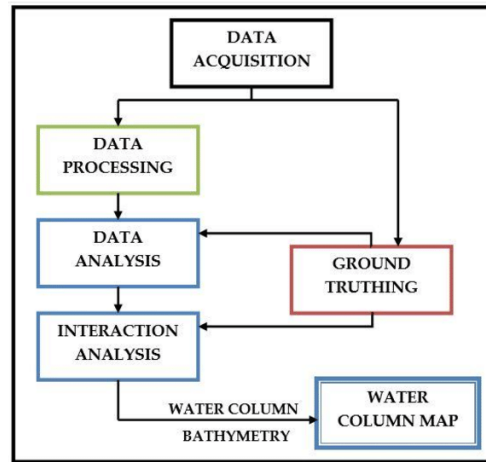 DATA
ACQUISITION
DATA
PROCESSING
DATA
ANALYSIS
GROUND
TRUTHING
INTERACTION
ANALYSIS
WATER COLUMN
BATHYMETRY
WATER
COLUMN MAP